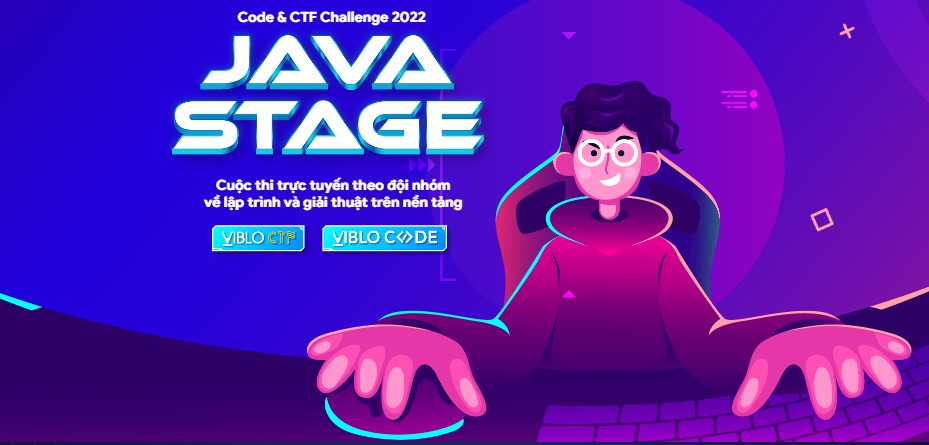 Code & CTF Challenge 2022
JAVA
STAGE
Cuộc thi trực tuyến theo đội nhóm
về lập trình và giải thuật trên nền tảng
VIBLO CTF
VIBLO C</>DE